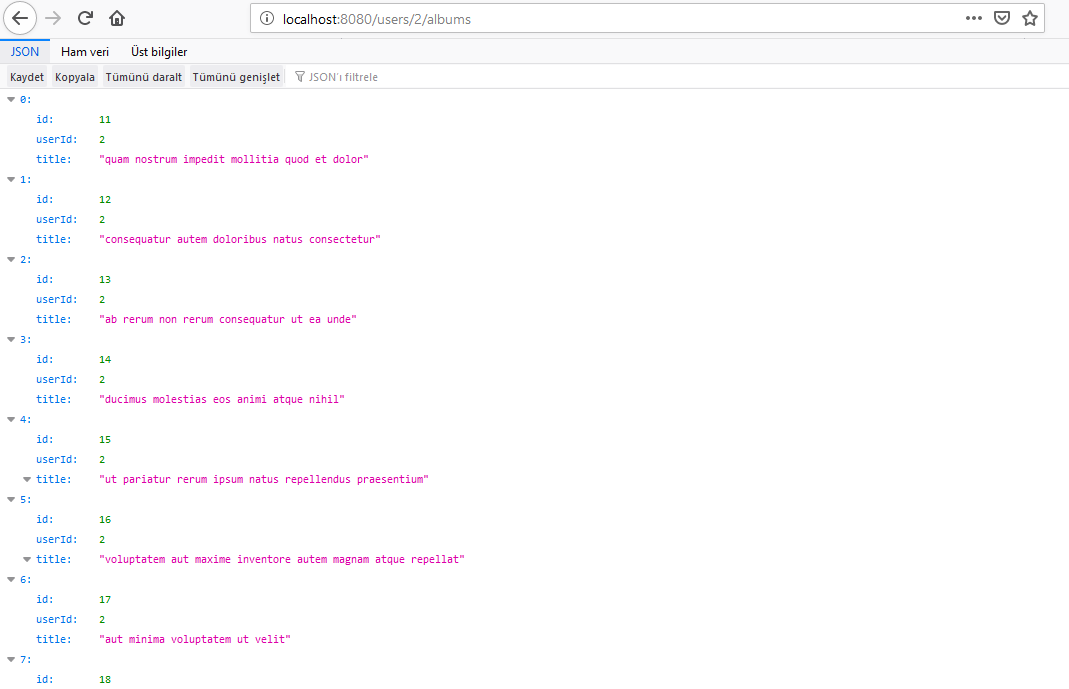 localhost:8080/users/2/albums
JSON Ham veri Üst bilgiler
Kaydet Kopyala Tümünü daralt Tümünü genişlet JSON'ı filtrele
0:
id: 11
userId: 2
title: "quam nostrum impedit mollitia quod et dolor"
1:
id: 12
userId: 2
title: "consequatur autem doloribus natus consectetur"
2:
id: 13
userId: 2
title: "ab rerum non rerum consequatur ut ea unde"
3:
id: 14
userId: 2
title: "ducimus molestias eos animi atque nihil"
4:
id: 15
userId: 2
title: "ut pariatur rerum ipsum natus repellendus praesentium"
5:
id: 16
userId: 2
title: "voluptatem aut maxime inventore autem magnam atque repellat"
6:
id: 17
userId: 2
title: "aut minima voluptatem ut velit"
7:
id: 18